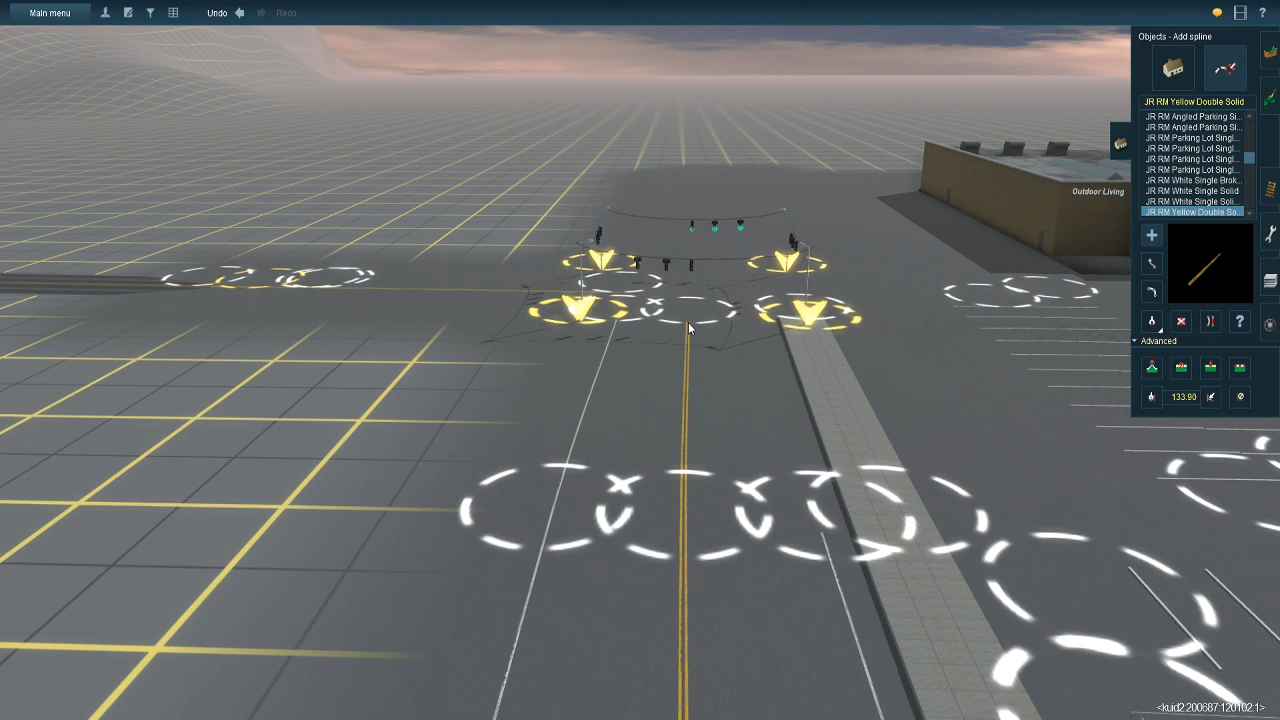 Main menu
Undo
Redo
Objects - Add spline
JR RM Yellow Double Solid
JR RM Angled Parking Si...
JR RM Angled Parking Si...
JR RM Parking Lot Singl...
JR RM Parking Lot Singl...
JR RM Parking Lot Singl...
JR RM Parking Lot Singl...
JR RM White Single Brok...
JR RM White Single Solid
JR RM White Single Soli...
JR RM Yellow Double So...
?
Advanced
133.90
Outdoor Living
<kuid2:200687:120102:1>